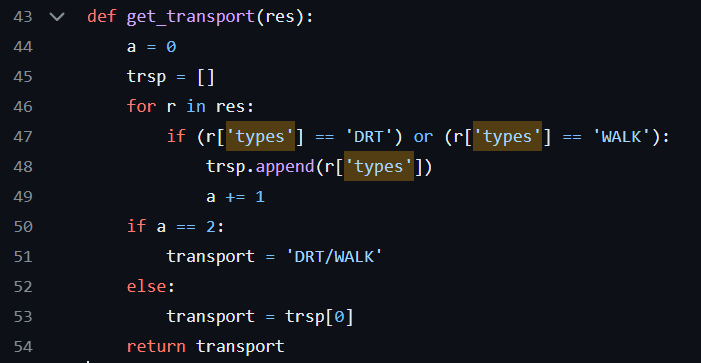 43 def get_transport(res):
44     a = 0
45     trsp = []
46     for r in res:
47         if (r['types'] == 'DRT') or (r['types'] == 'WALK'):
48             trsp.append(r['types'])
49             a += 1
50     if a == 2:
51         transport = 'DRT/WALK'
52     else:
53         transport = trsp[0]
54     return transport